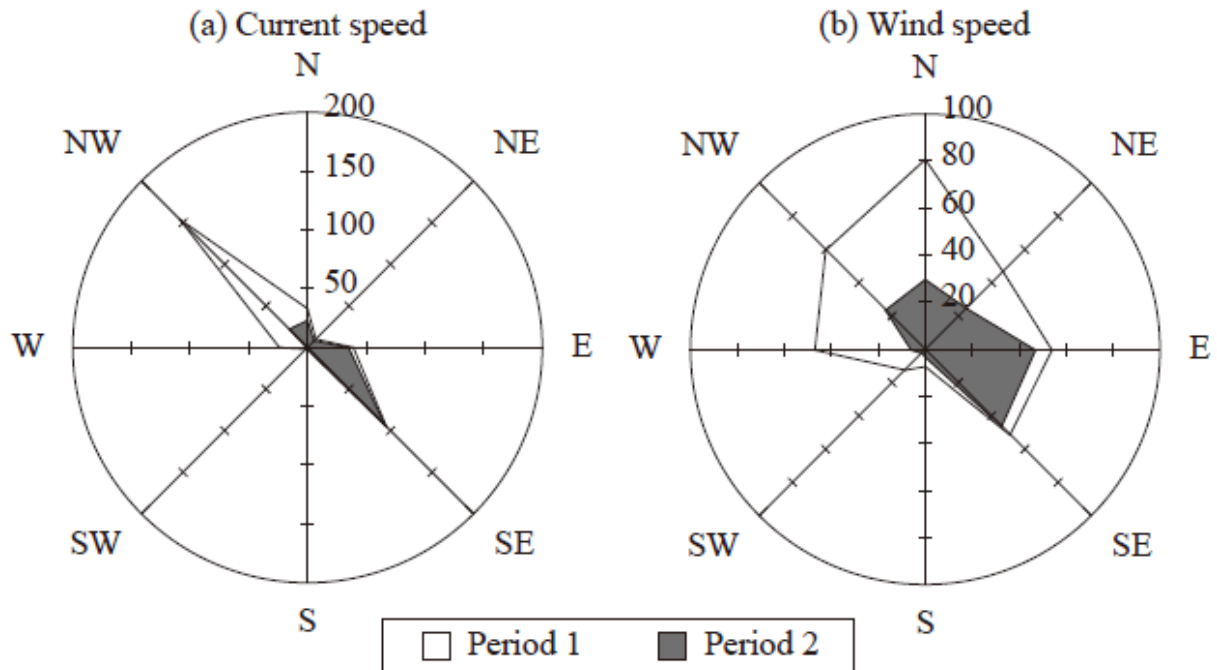 (a) Current speed
N
200
150
100
50
NW
NE
W
E
SW
SE
S
(b) Wind speed
N
100
80
60
40
20
NW
NE
W
E
SW
SE
S
Period 1
Period 2